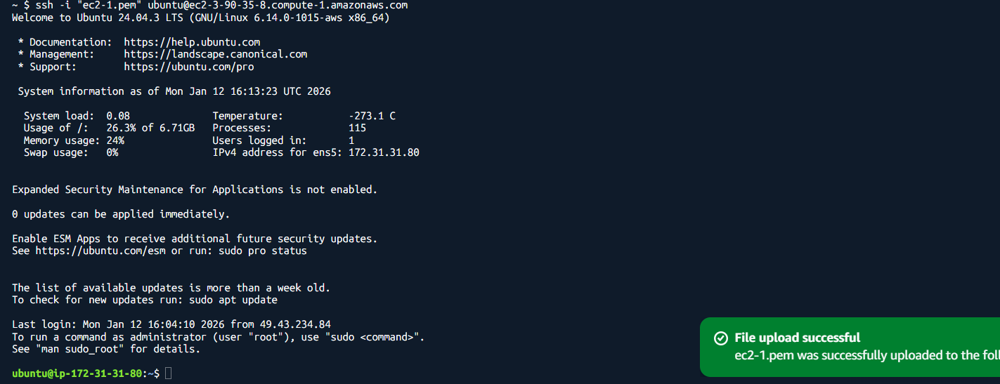 ~ $ ssh -i "ec2-1.pem" ubuntu@ec2-3-90-35-8.compute-1.amazonaws.com
Welcome to Ubuntu 24.04.3 LTS (GNU/Linux 6.14.0-1015-aws x86_64)
* Documentation:  https://help.ubuntu.com
* Management:     https://landscape.canonical.com
* Support:        https://ubuntu.com/pro
System information as of Mon Jan 12 16:13:23 UTC 2026
System load:  0.08              Temperature:           -273.1 C
Usage of /:   26.3% of 6.71GB   Processes:             115
Memory usage: 24%               Users logged in:       1
Swap usage:   0%                IPv4 address for ens5: 172.31.31.80
Expanded Security Maintenance for Applications is not enabled.
0 updates can be applied immediately.
Enable ESM Apps to receive additional future security updates.
See https://ubuntu.com/esm or run: sudo pro status
The list of available updates is more than a week old.
To check for new updates run: sudo apt update
Last login: Mon Jan 12 16:04:10 2026 from 49.43.234.84
To run a command as administrator (user "root"), use "sudo <command>".
See "man sudo_root" for details.
ubuntu@ip-172-31-31-80:~$
File upload successful
ec2-1.pem was successfully uploaded to the foll